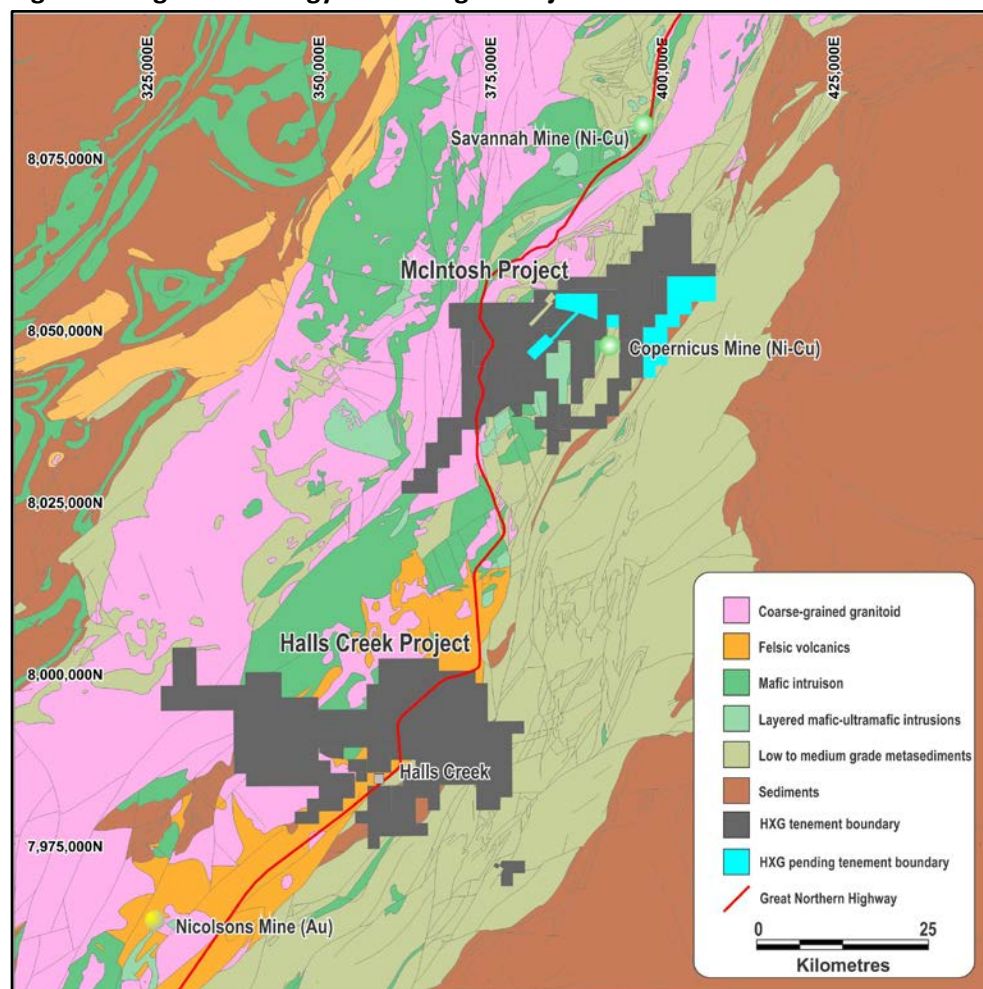 325,000E
350,000E
375,000E
400,000E
425,000E
Savannah Mine (Ni-Cu)
8,075,000N
McIntosh Project
8,050,000N
Copernicus Mine (Ni-Cu)
8,025,000N
Halls Creek Project
8,000,000N
Halls Creek
7,975,000N
Nicolsons Mine (Au)
Coarse-grained granitoid
Felsic volcanics
Mafic intruison
Layered mafic-ultramafic intrusions
Low to medium grade metasediments
Sediments
HXG tenement boundary
HXG pending tenement boundary
Great Northern Highway
0 25
Kilometres